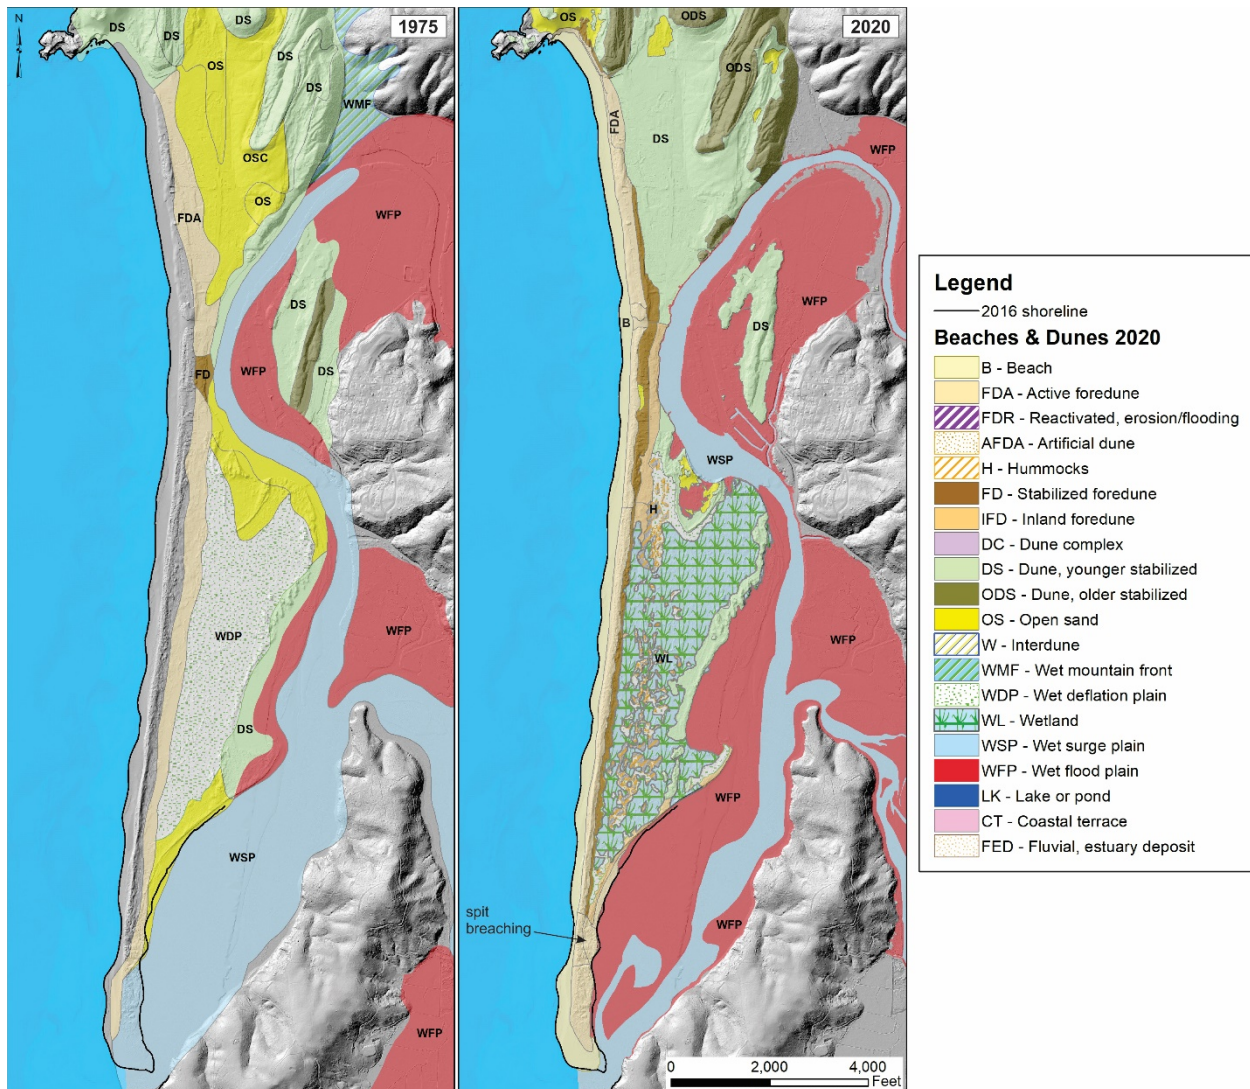 N
1975
DS
DS
DS
OS
DS
DS
WMF
OSC
OS
FDA
WFP
DS
FD
WFP
DS
WDP
WFP
DS
WSP
WFP
2020
OS
ODS
ODS
FDA
DS
WFP
WFP
B
DS
WSP
H
WFP
WL
WFP
spit
breaching
WFP
0 2,000 4,000
Feet
Legend
2016 shoreline
Beaches & Dunes 2020
B - Beach
FDA - Active foredune
FDR - Reactivated, erosion/flooding
AFDA - Artificial dune
H - Hummocks
FD - Stabilized foredune
IFD - Inland foredune
DC - Dune complex
DS - Dune, younger stabilized
ODS - Dune, older stabilized
OS - Open sand
W - Interdune
WMF - Wet mountain front
WDP - Wet deflation plain
WL - Wetland
WSP - Wet surge plain
WFP - Wet flood plain
LK - Lake or pond
CT - Coastal terrace
FED - Fluvial, estuary deposit